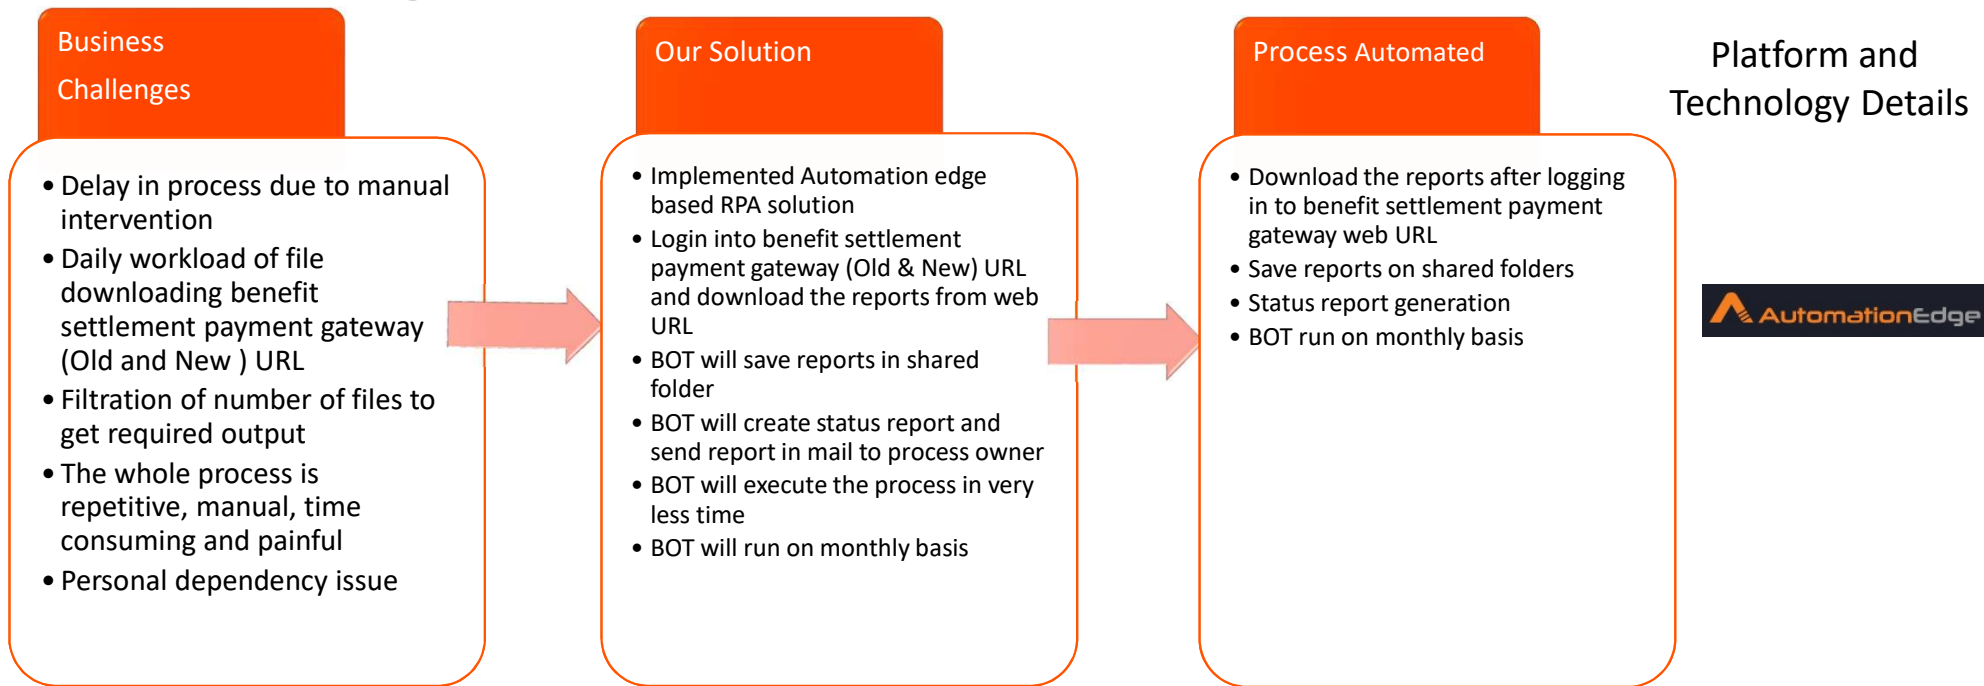 Business
Challenges
• Delay in process due to manual
intervention
• Daily workload of file
downloading benefit
settlement payment gateway
(Old and New ) URL
• Filtration of number of files to
get required output
• The whole process is
repetitive, manual, time
consuming and painful
• Personal dependency issue
Our Solution
• Implemented Automation edge
based RPA solution
• Login into benefit settlement
payment gateway (Old & New) URL
and download the reports from web
URL
• BOT will save reports in shared
folder
• BOT will create status report and
send report in mail to process owner
• BOT will execute the process in very
less time
• BOT will run on monthly basis
Process Automated
• Download the reports after logging
in to benefit settlement payment
gateway web URL
• Save reports on shared folders
• Status report generation
• BOT run on monthly basis
Platform and
Technology Details
AutomationEdge